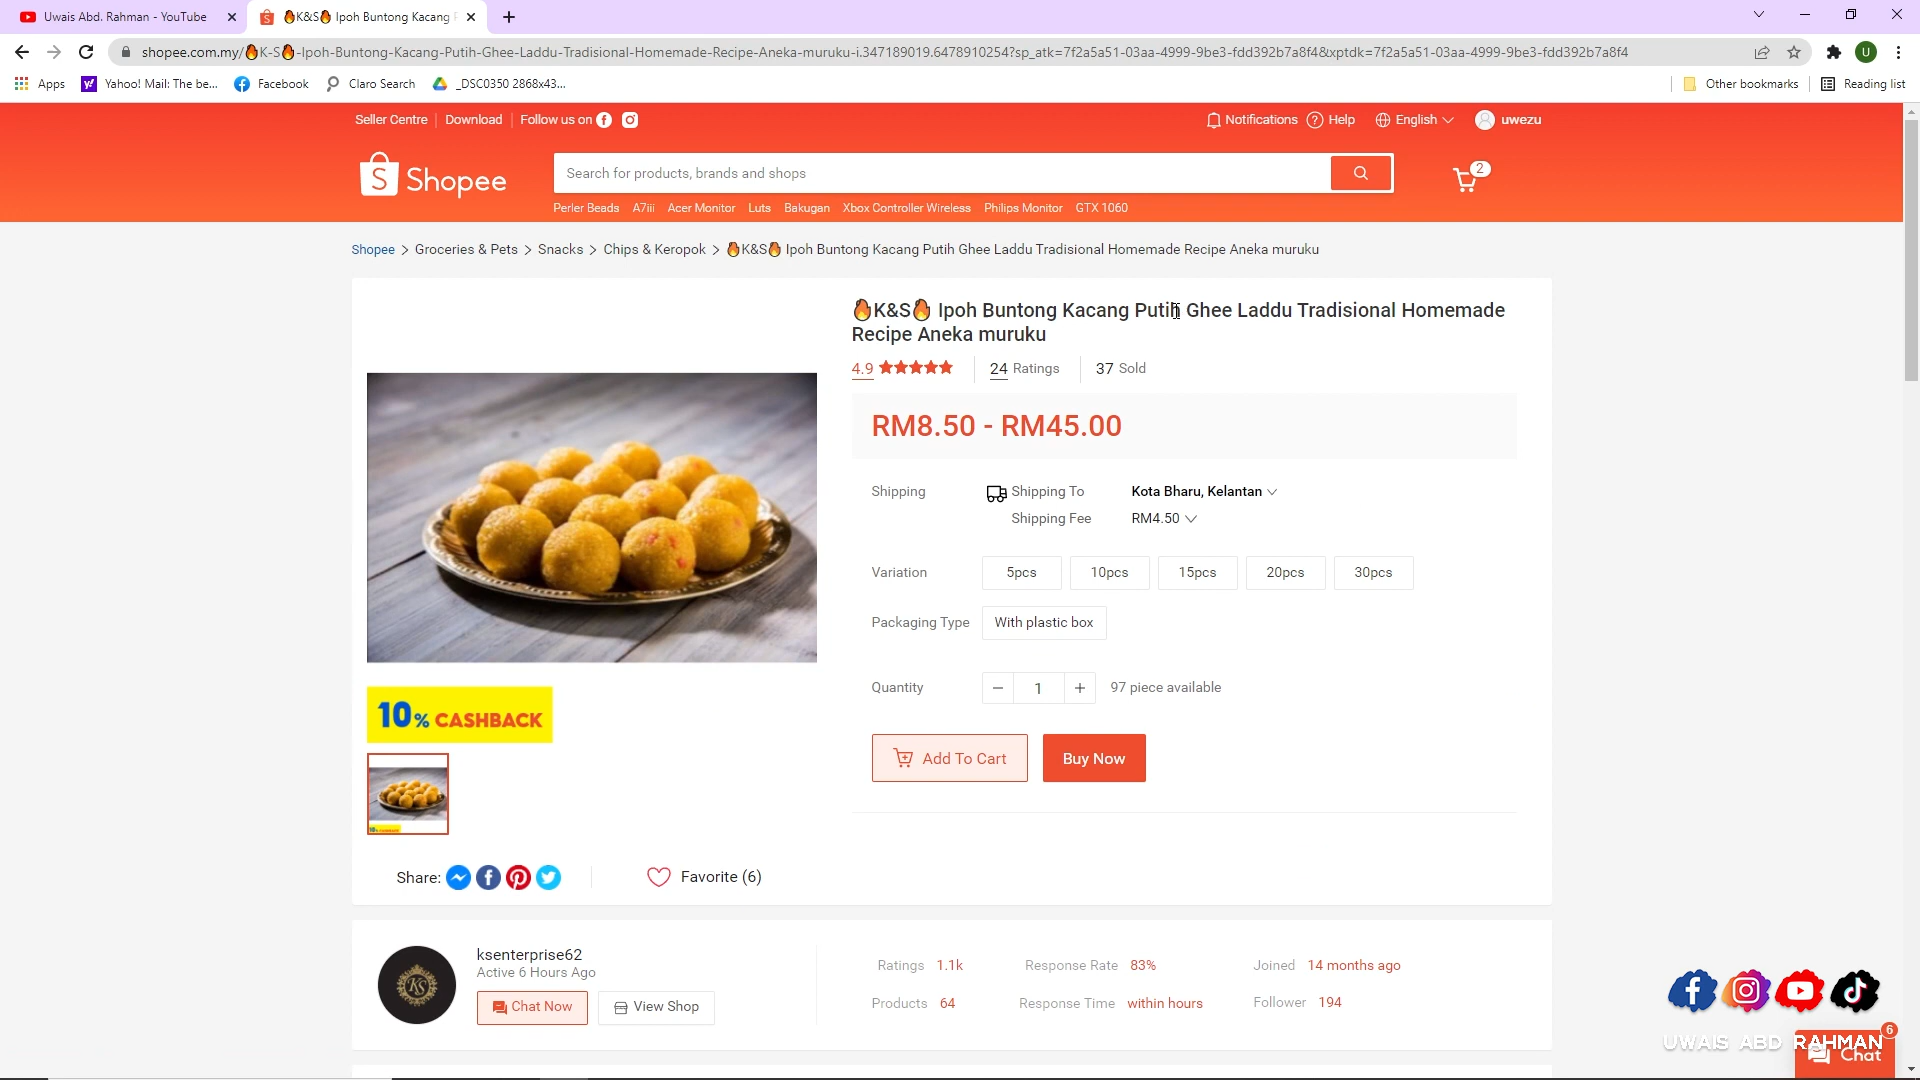 Uwais Abd. Rahman - YouTube
🔥K&S🔥 Ipoh Buntong Kacang
shopee.com.my/🔥K-S🔥-Ipoh-Buntong-Kacang-Putih-Ghee-Laddu-Tradisional-Homemade-Recipe-Aneka-muruku-i.347189019.6478910254?sp_atk=7f2a5a51-03aa-4999-9be3-fdd392b7a8f4&xptdk=7f2a5a51-03aa-4999-9be3-fdd392b7a8f4
U
Apps Yahoo! Mail: The be... Facebook Claro Search _DSC0350 2868x43... Other bookmarks Reading list
Seller Centre Download Follow us on Notifications Help English uwezu
Shopee
Search for products, brands and shops
2
Perler Beads A7iii Acer Monitor Luts Bakugan Xbox Controller Wireless Philips Monitor GTX 1060
Shopee > Groceries & Pets > Snacks > Chips & Keropok > 🔥K&S🔥 Ipoh Buntong Kacang Putih Ghee Laddu Tradisional Homemade Recipe Aneka muruku
🔥K&S🔥 Ipoh Buntong Kacang Putih Ghee Laddu Tradisional Homemade
Recipe Aneka muruku
4.9 24 Ratings 37 Sold
RM8.50 - RM45.00
Shipping Shipping To Kota Bharu, Kelantan
Shipping Fee RM4.50
Variation 5pcs 10pcs 15pcs 20pcs 30pcs
Packaging Type With plastic box
Quantity - 1 + 97 piece available
10% CASHBACK
Add To Cart Buy Now
Share: Favorite (6)
KS
ksenterprise62
Active 6 Hours Ago
Chat Now View Shop
Ratings 1.1k Response Rate 83% Joined 14 months ago
Products 64 Response Time within hours Follower 194
UWAIS ABD RAHMAN
6
Chat